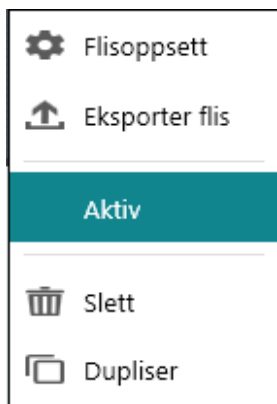 Flisoppsett
Eksporter flis
Aktiv
Slett
Dupliser